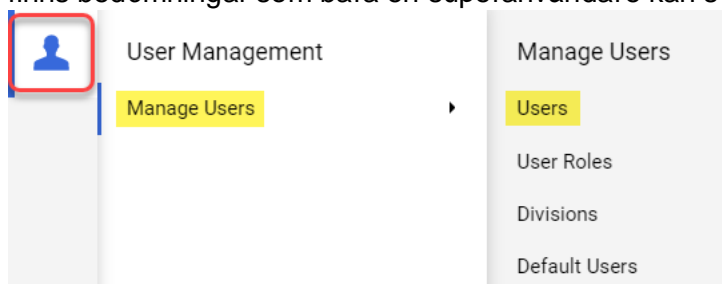 User Management
Manage Users
Manage Users
Users
User Roles
Divisions
Default Users